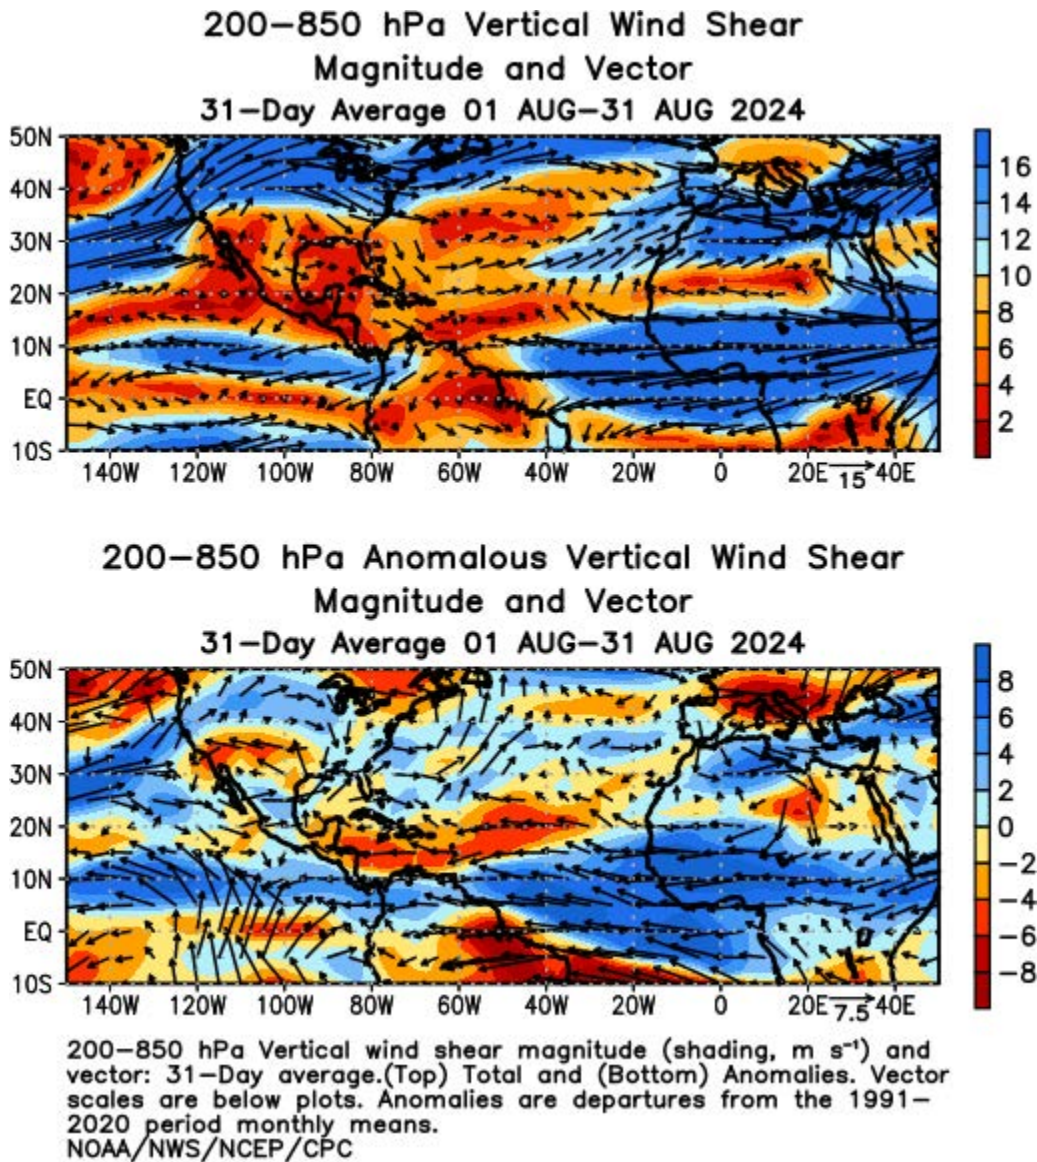 200−850 hPa Vertical Wind Shear
Magnitude and Vector
31−Day Average 01 AUG−31 AUG 2024
50N
40N
30N
20N
10N
EQ
10S
140W 120W 100W 80W 60W 40W 20W 0 20E 40E
15
16
14
12
10
8
6
4
2
200−850 hPa Anomalous Vertical Wind Shear
Magnitude and Vector
31−Day Average 01 AUG−31 AUG 2024
50N
40N
30N
20N
10N
EQ
10S
140W 120W 100W 80W 60W 40W 20W 0 20E 40E
7.5
8
6
4
2
0
−2
−4
−6
−8
200−850 hPa Vertical wind shear magnitude (shading, m s⁻¹) and
vector: 31−Day average.(Top) Total and (Bottom) Anomalies. Vector
scales are below plots. Anomalies are departures from the 1991−
2020 period monthly means.
NOAA/NWS/NCEP/CPC